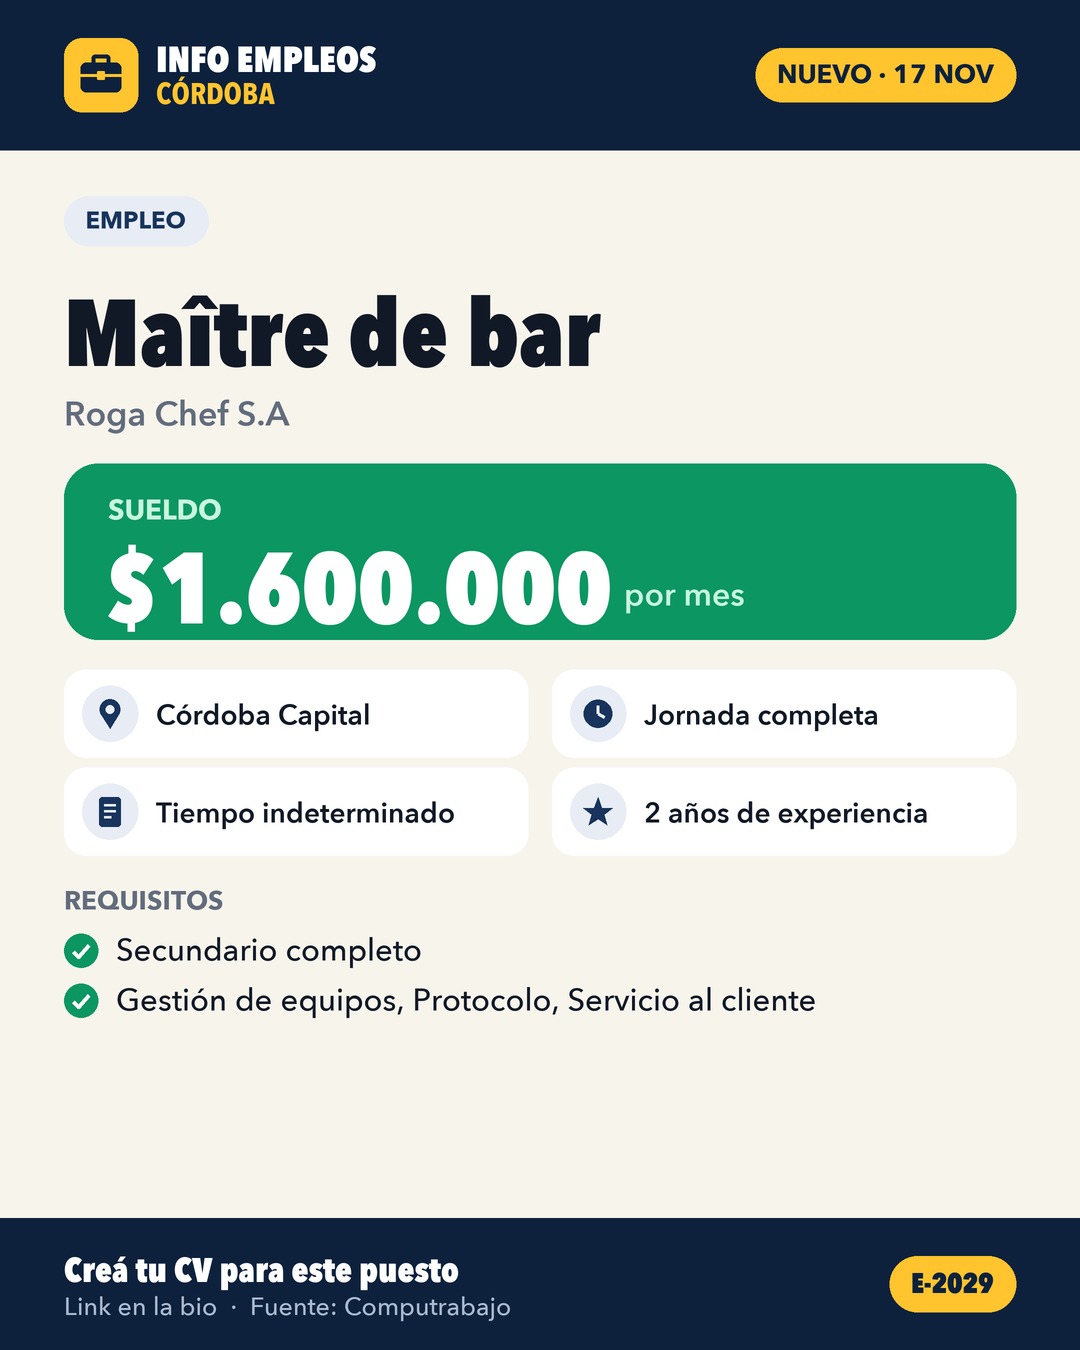 INFO EMPLEOS
CÓRDOBA
NUEVO · 17 NOV
EMPLEO
Maître de bar
Roga Chef S.A
SUELDO
$1.600.000 por mes
Córdoba Capital
Jornada completa
Tiempo indeterminado
2 años de experiencia
REQUISITOS
Secundario completo
Gestión de equipos, Protocolo, Servicio al cliente
Creá tu CV para este puesto
Link en la bio · Fuente: Computrabajo
E-2029